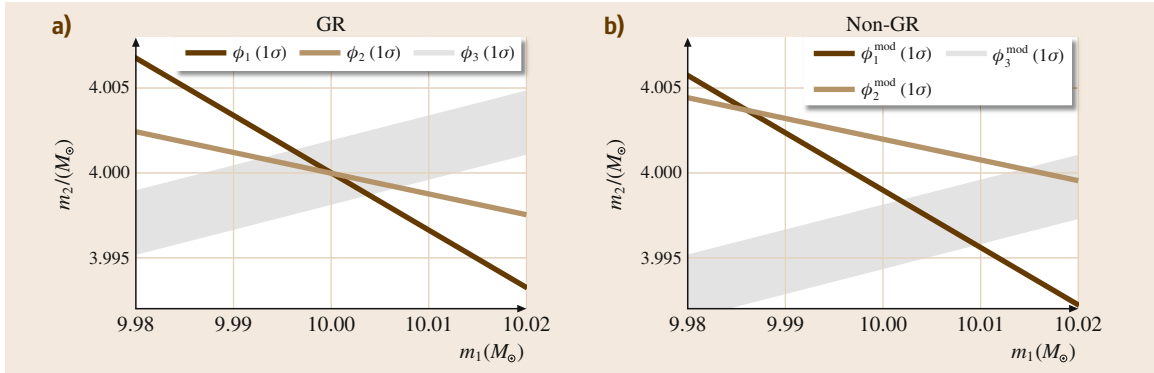 a)
GR
ϕ₁ (1σ) ϕ₂ (1σ) ϕ₃ (1σ)
m₂/(M⊙)
4.005
4.000
3.995
9.98 9.99 10.00 10.01 10.02
m₁(M⊙)
b)
Non-GR
ϕ₁ᵐᵒᵈ (1σ) ϕ₃ᵐᵒᵈ (1σ)
ϕ₂ᵐᵒᵈ (1σ)
m₂/(M⊙)
4.005
4.000
3.995
9.98 9.99 10.00 10.01 10.02
m₁(M⊙)